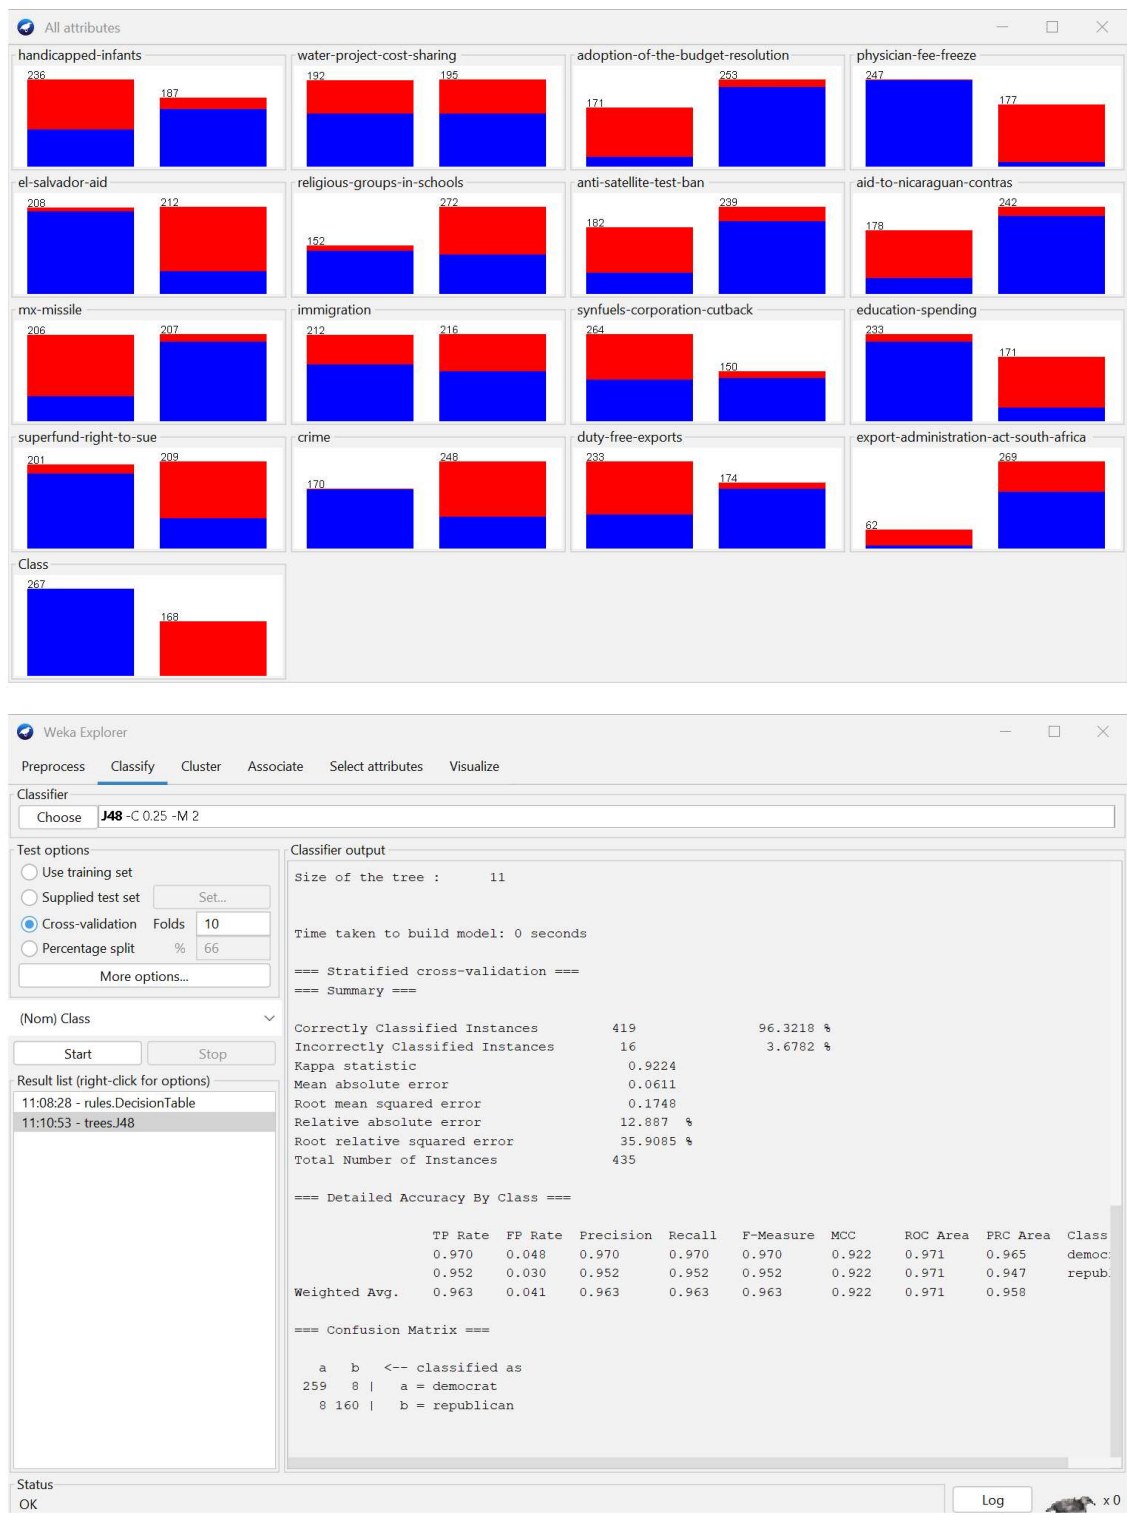 All attributes
handicapped-infants
236 187
water-project-cost-sharing
192 195
adoption-of-the-budget-resolution
171 253
physician-fee-freeze
247 177
el-salvador-aid
208 212
religious-groups-in-schools
152 272
anti-satellite-test-ban
182 239
aid-to-nicaraguan-contras
178 242
mx-missile
206 207
immigration
212 216
synfuels-corporation-cutback
264 150
education-spending
233 171
superfund-right-to-sue
201 209
crime
170 248
duty-free-exports
233 174
export-administration-act-south-africa
62 269
Class
267 168
Weka Explorer
Preprocess Classify Cluster Associate Select attributes Visualize
Classifier
Choose J48 -C 0.25 -M 2
Test options
Use training set
Supplied test set Set...
Cross-validation Folds 10
Percentage split % 66
More options...
(Nom) Class
Start Stop
Result list (right-click for options)
11:08:28 - rules.DecisionTable
11:10:53 - trees.J48
Classifier output
Size of the tree : 11
Time taken to build model: 0 seconds
=== Stratified cross-validation ===
=== Summary ===
Correctly Classified Instances 419 96.3218 %
Incorrectly Classified Instances 16 3.6782 %
Kappa statistic 0.9224
Mean absolute error 0.0611
Root mean squared error 0.1748
Relative absolute error 12.887 %
Root relative squared error 35.9085 %
Total Number of Instances 435
=== Detailed Accuracy By Class ===
TP Rate FP Rate Precision Recall F-Measure MCC ROC Area PRC Area Class
0.970 0.048 0.970 0.970 0.970 0.922 0.971 0.965 democ
0.952 0.030 0.952 0.952 0.952 0.922 0.971 0.947 republ
Weighted Avg. 0.963 0.041 0.963 0.963 0.963 0.922 0.971 0.958
=== Confusion Matrix ===
a b <-- classified as
259 8 | a = democrat
8 160 | b = republican
Status
OK
Log
x 0